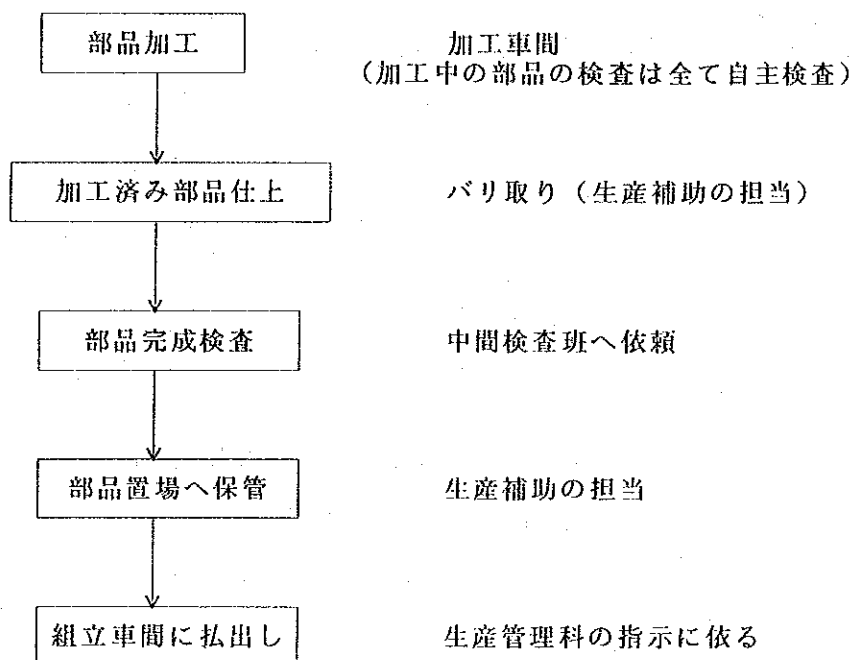 部品加工
加工車間
（加工中の部品の検査は全て自主検査）
加工済み部品仕上
バリ取り（生産補助の担当）
部品完成検査
中間検査班へ依頼
部品置場へ保管
生産補助の担当
組立車間に払出し
生産管理科の指示に依る